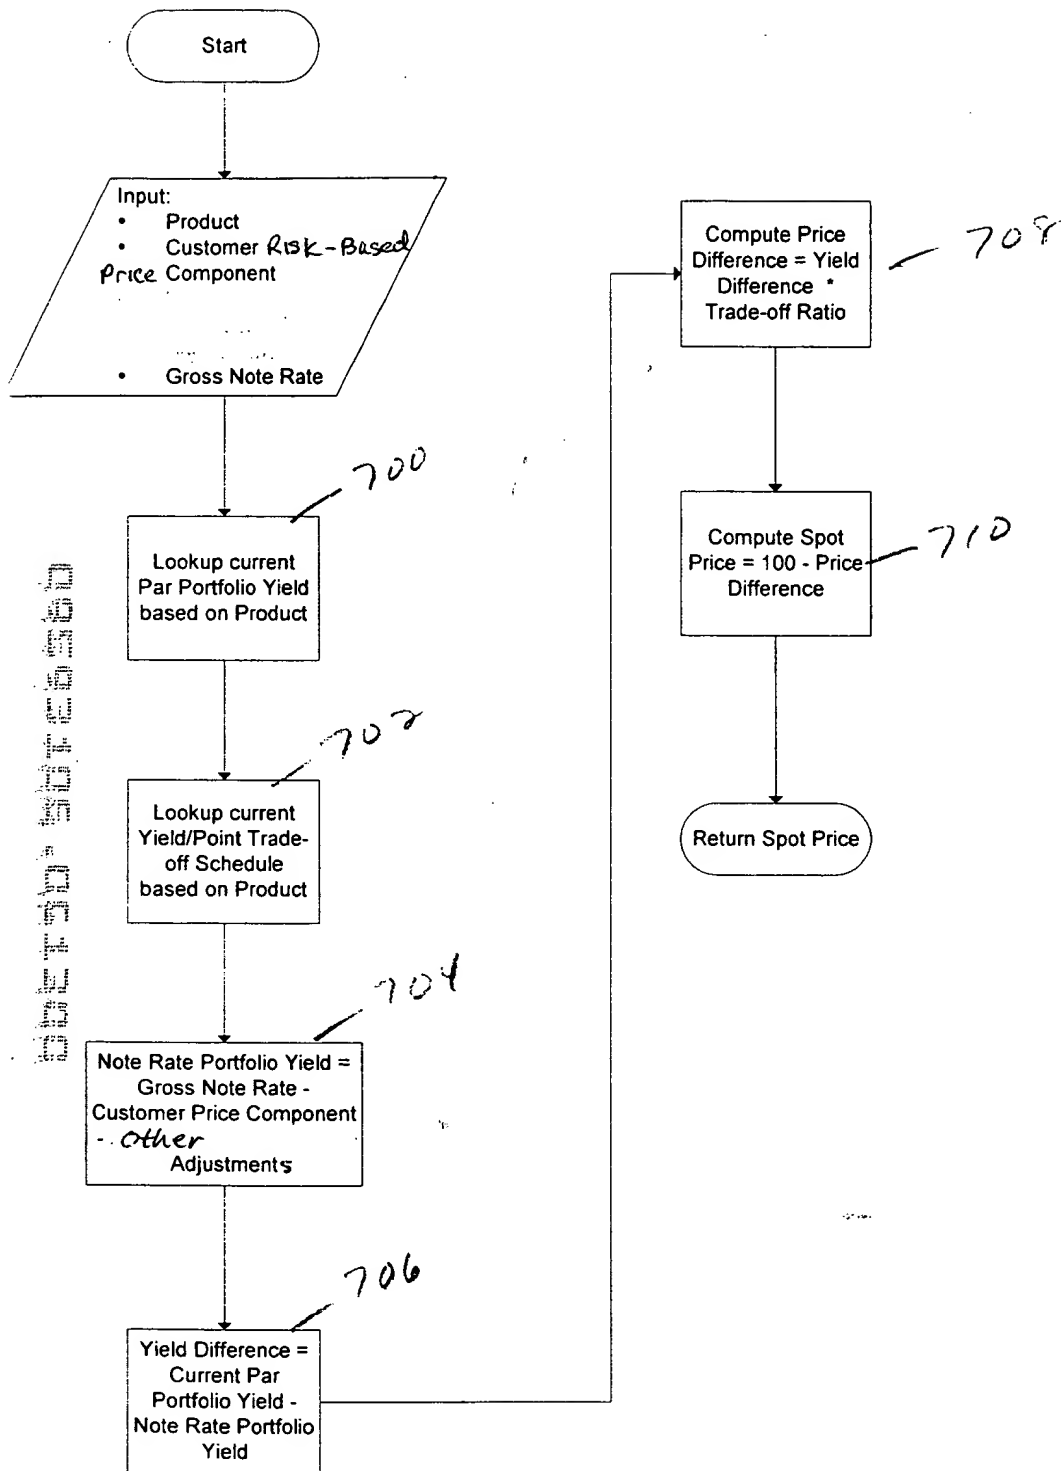 Start
Input:
• Product
• Customer Risk-Based
Price Component
• Gross Note Rate
700
Lookup current
Par Portfolio Yield
based on Product
702
Lookup current
Yield/Point Trade-
off Schedule
based on Product
704
Note Rate Portfolio Yield =
Gross Note Rate -
Customer Price Component
- other
Adjustments
706
Yield Difference =
Current Par
Portfolio Yield -
Note Rate Portfolio
Yield
Compute Price
Difference = Yield
Difference *
Trade-off Ratio
708
Compute Spot
Price = 100 - Price
Difference
710
Return Spot Price